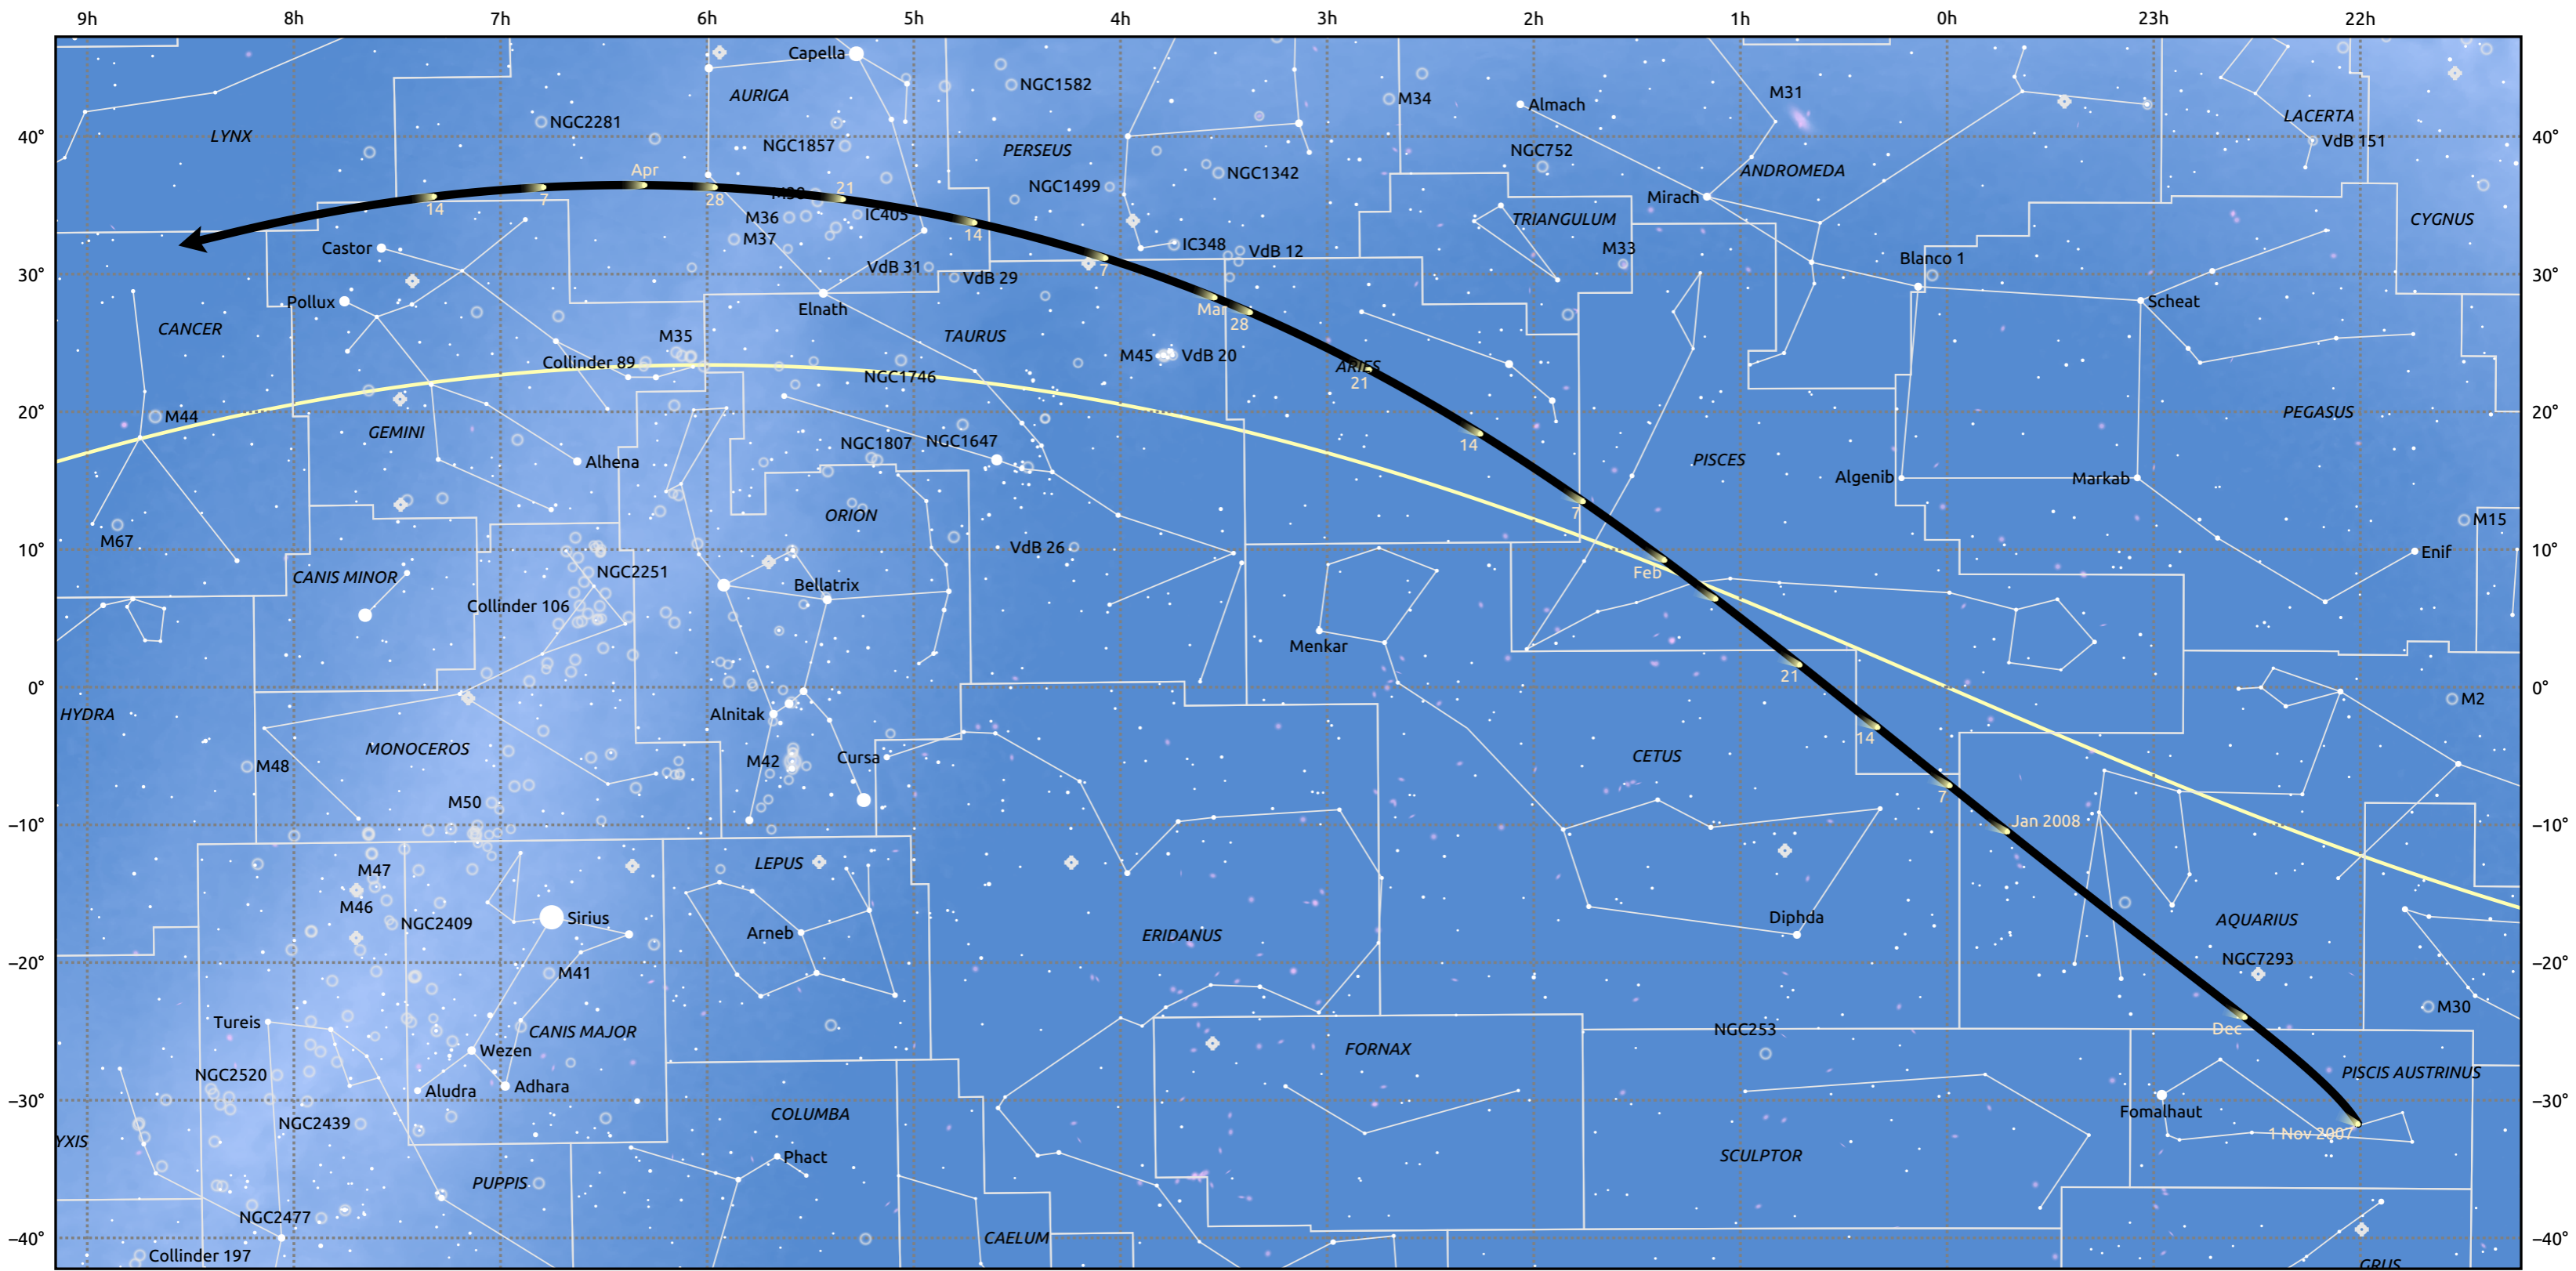 9h 8h 7h 6h 5h 4h 3h 2h 1h 0h 23h 22h
Capella
NGC1582
M31
AURIGA
M34
Almach
LACERTA
40° LYNX NGC2281 40°
NGC1857
PERSEUS
NGC752
VdB 151
Apr
ANDROMEDA
NGC1342
NGC1499
Mirach
14 7 28 M38 21
M36 IC405
TRIANGULUM
CYGNUS
M37 14
Castor
IC348 VdB 12
M33
Blanco 1
30° VdB 31 VdB 29 7 30°
Pollux
Elnath
Mar 28
Scheat
CANCER
M35
TAURUS
Collinder 89
M45 VdB 20
ARIES
NGC1746
21
20° M44 PEGASUS 20°
GEMINI
NGC1807 NGC1647
14
Alhena
PISCES
Algenib Markab
ORION
7
M15
M67
10° VdB 26 Enif 10°
CANIS MINOR NGC2251
Bellatrix
Feb
Collinder 106
Menkar
21
0° 0°
HYDRA
Alnitak
M2
MONOCEROS
14
M48 M42 Cursa
CETUS
M50
7
−10° Jan 2008 −10°
M47
LEPUS
M46
NGC2409 Sirius
Arneb
ERIDANUS
Diphda
AQUARIUS
−20° M41 NGC7293 −20°
M30
Tureis
CANIS MAJOR
NGC253
Dec
Wezen
FORNAX
NGC2520
Aludra Adhara
PISCIS AUSTRINUS
−30° −30°
NGC2439
COLUMBA
Fomalhaut
YXIS
1 Nov 2007
Phact
SCULPTOR
PUPPIS
NGC2477
−40° CAELUM −40°
Collinder 197
GRUS